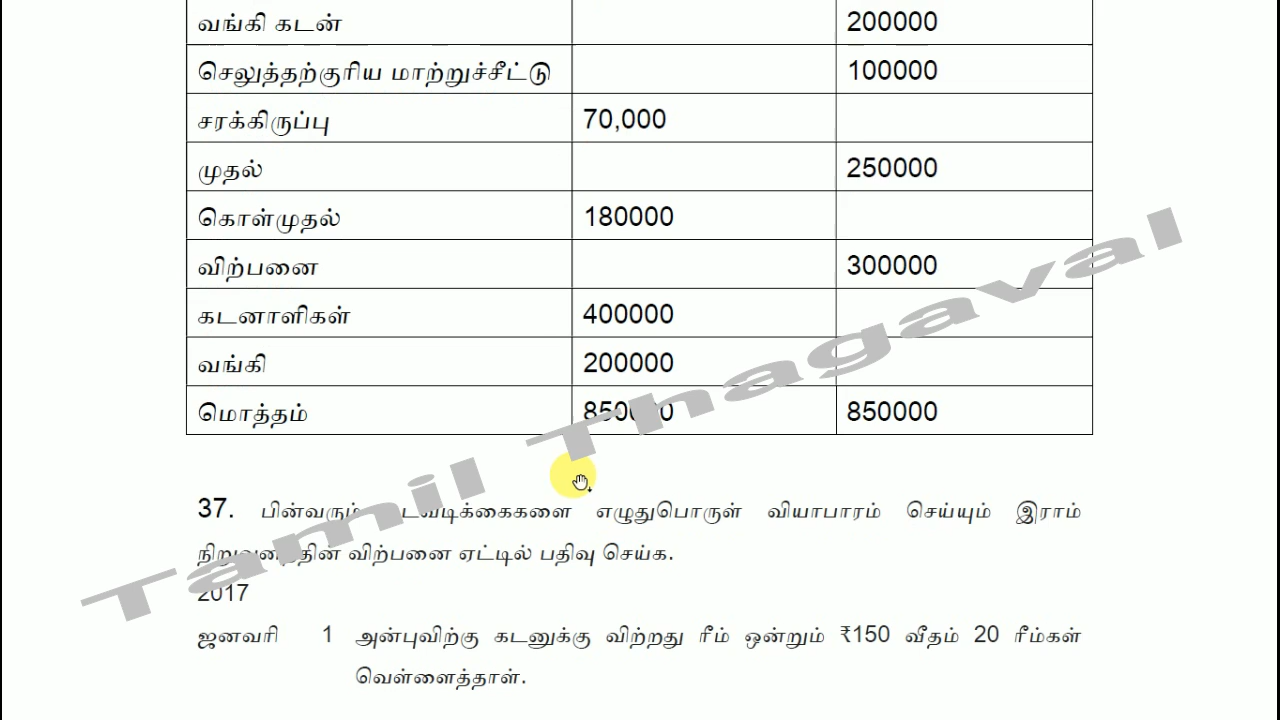 வங்கி கடன் 200000
செலுத்தற்குரிய மாற்றுச்சீட்டு 100000
சரக்கிருப்பு 70,000
முதல் 250000
கொள்முதல் 180000
விற்பனை 300000
கடனாளிகள் 400000
வங்கி 200000
மொத்தம் 850000 850000
Tamil Thagaval
37. பின்வரும் நடவடிக்கைகளை எழுதுபொருள் வியாபாரம் செய்யும் இராம்
நிறுவனத்தின் விற்பனை ஏட்டில் பதிவு செய்க.
2017
ஜனவரி 1 அன்புவிற்கு கடனுக்கு விற்றது ரீம் ஒன்றும் ₹150 வீதம் 20 ரீம்கள்
வெள்ளைத்தாள்.